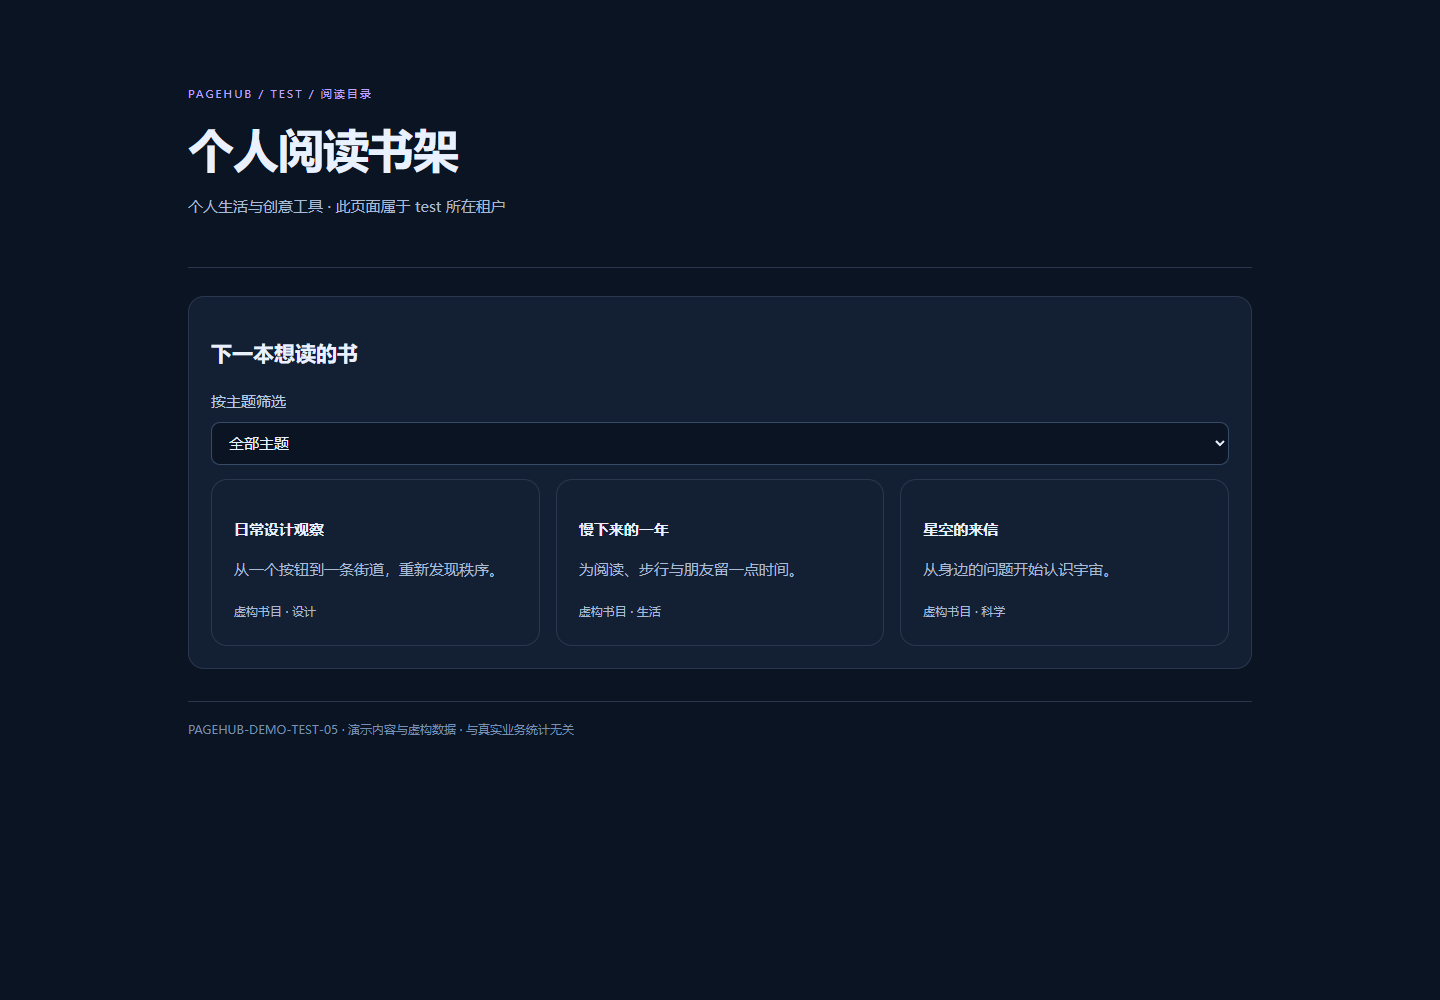 PAGEHUB / TEST / 阅读目录
个人阅读书架
个人生活与创意工具 · 此页面属于 test 所在租户
下一本想读的书
按主题筛选
全部主题
日常设计观察
从一个按钮到一条街道，重新发现秩序。
虚构书目 · 设计
慢下来的一年
为阅读、步行与朋友留一点时间。
虚构书目 · 生活
星空的来信
从身边的问题开始认识宇宙。
虚构书目 · 科学
PAGEHUB-DEMO-TEST-05 · 演示内容与虚构数据 · 与真实业务统计无关